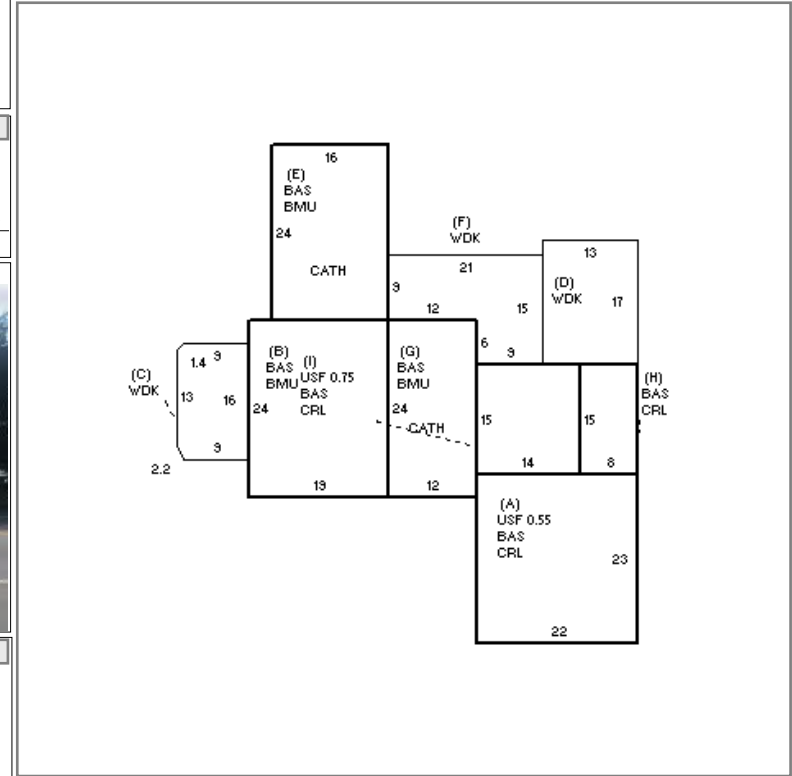 16
(E)
BAS
BMU
24
CATH
(F)
WDK
21
9
12
15
13
(D)
WDK
17
6
9
(C)
WDK
1.4
9
13
16
9
2.2
(B)
BAS
BMU
24
(I)
USF 0.75
BAS
CRL
19
(G)
BAS
BMU
24
CATH
12
15
14
15
8
(H)
BAS
CRL
(A)
USF 0.55
BAS
CRL
23
22